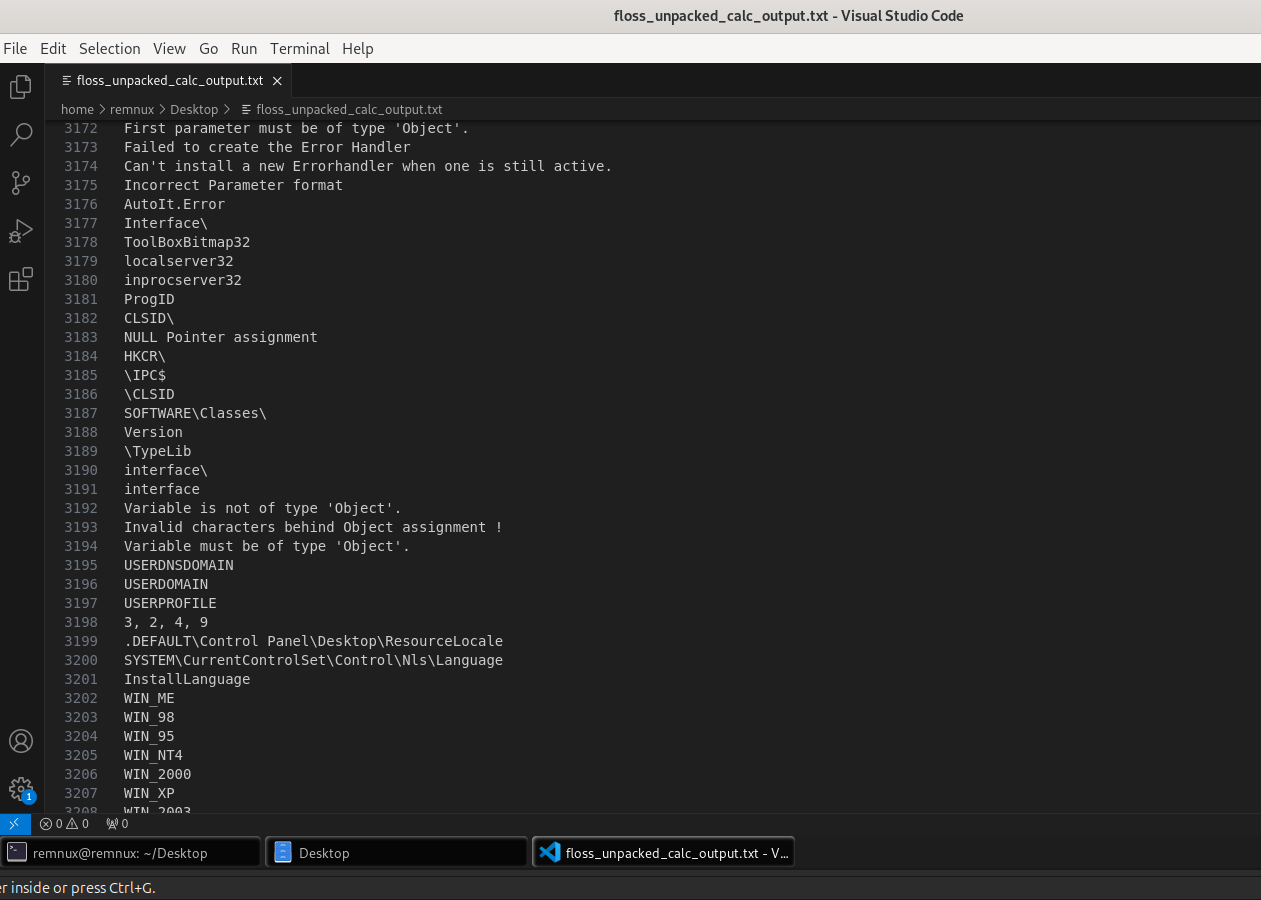 floss_unpacked_calc_output.txt - Visual Studio Code
File Edit Selection View Go Run Terminal Help
floss_unpacked_calc_output.txt
home > remnux > Desktop > floss_unpacked_calc_output.txt
3172 First parameter must be of type 'Object'.
3173 Failed to create the Error Handler
3174 Can't install a new Errorhandler when one is still active.
3175 Incorrect Parameter format
3176 AutoIt.Error
3177 Interface\
3178 ToolBoxBitmap32
3179 localserver32
3180 inprocserver32
3181 ProgID
3182 CLSID\
3183 NULL Pointer assignment
3184 HKCR\
3185 \IPC$
3186 \CLSID
3187 SOFTWARE\Classes\
3188 Version
3189 \TypeLib
3190 interface\
3191 interface
3192 Variable is not of type 'Object'.
3193 Invalid characters behind Object assignment !
3194 Variable must be of type 'Object'.
3195 USERDNSDOMAIN
3196 USERDOMAIN
3197 USERPROFILE
3198 3, 2, 4, 9
3199 .DEFAULT\Control Panel\Desktop\ResourceLocale
3200 SYSTEM\CurrentControlSet\Control\Nls\Language
3201 InstallLanguage
3202 WIN_ME
3203 WIN_98
3204 WIN_95
3205 WIN_NT4
3206 WIN_2000
3207 WIN_XP
3208 WIN_2003
1
0 0 0
remnux@remnux: ~/Desktop
Desktop
floss_unpacked_calc_output.txt - V...
er inside or press Ctrl+G.